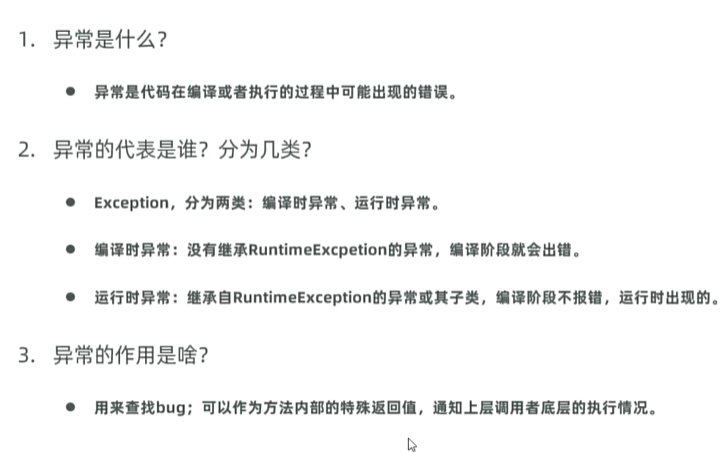 1. 异常是什么？
● 异常是代码在编译或者执行的过程中可能出现的错误。
2. 异常的代表是谁？分为几类？
● Exception，分为两类：编译时异常、运行时异常。
● 编译时异常：没有继承RuntimeExcpetion的异常，编译阶段就会出错。
● 运行时异常：继承自RuntimeException的异常或其子类，编译阶段不报错，运行时出现的。
3. 异常的作用是啥？
● 用来查找bug；可以作为方法内部的特殊返回值，通知上层调用者底层的执行情况。